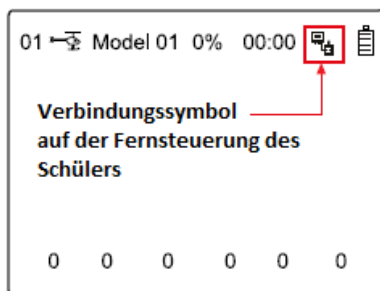 01 Model 01 0% 00:00
Verbindungssymbol
auf der Fernsteuerung des
Schülers
0 0 0 0 0 0